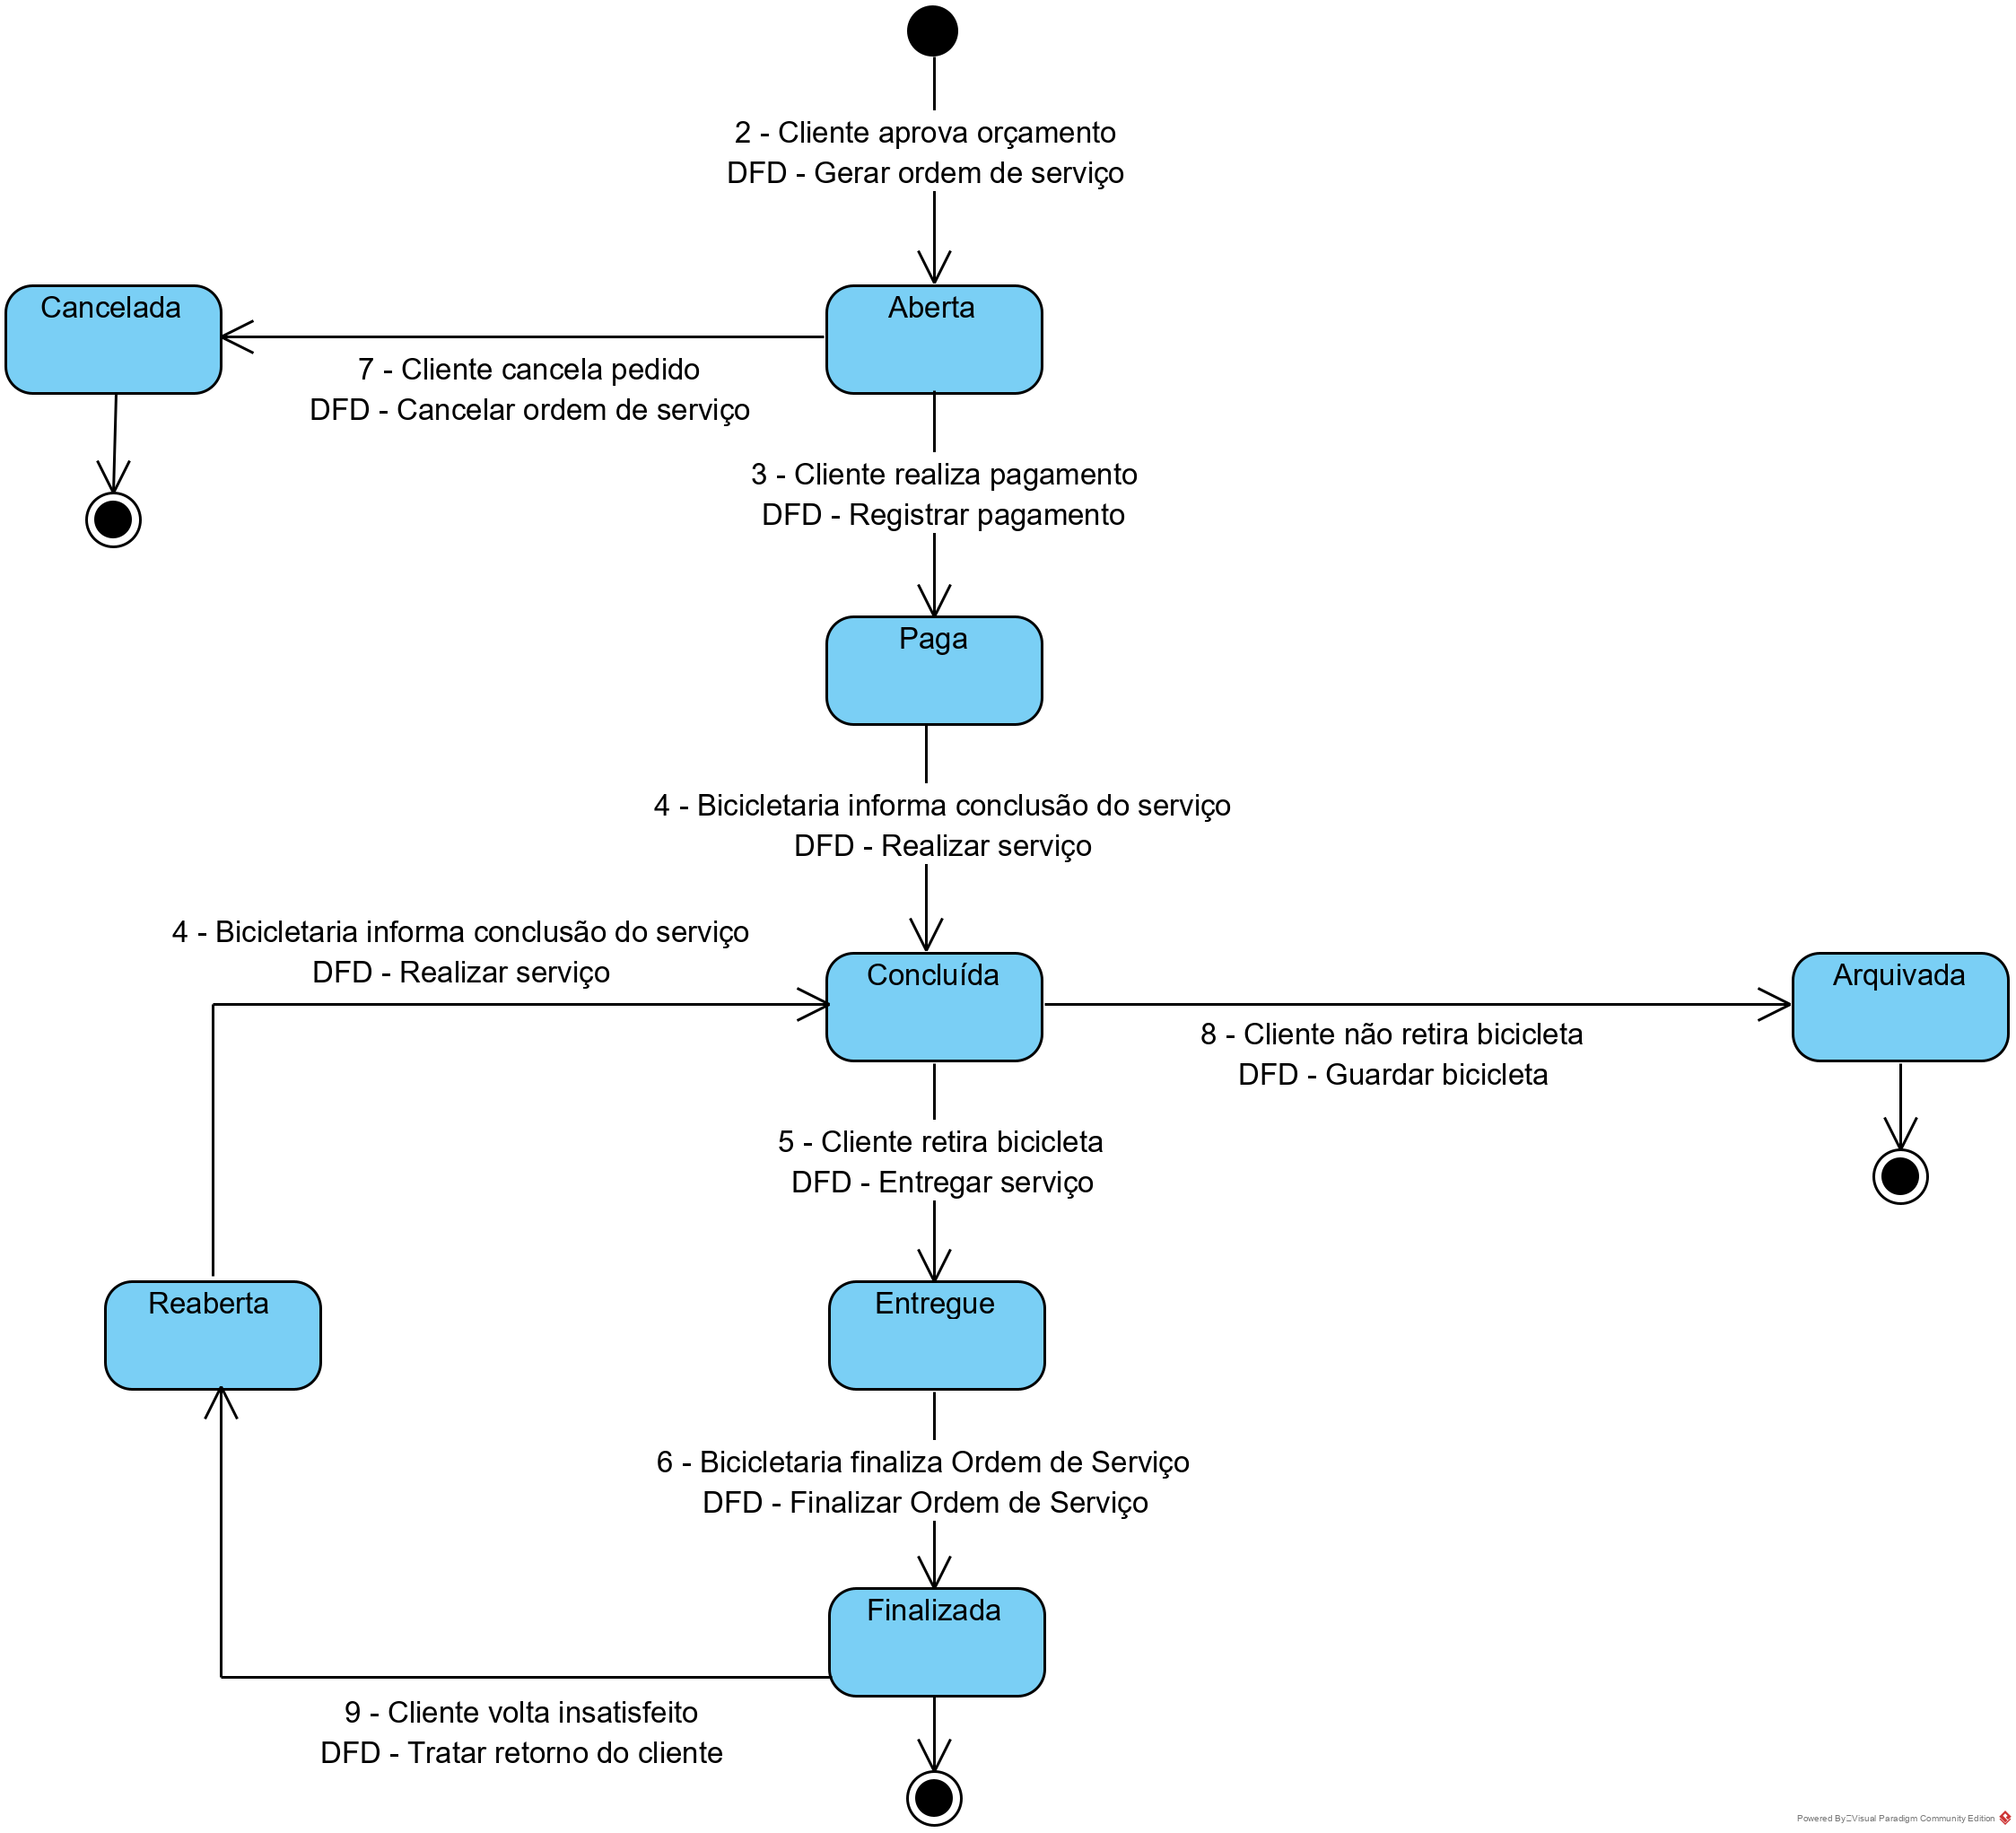 2 - Cliente aprova orçamento
DFD - Gerar ordem de serviço
Cancelada
Aberta
7 - Cliente cancela pedido
DFD - Cancelar ordem de serviço
3 - Cliente realiza pagamento
DFD - Registrar pagamento
Paga
4 - Bicicletaria informa conclusão do serviço
DFD - Realizar serviço
4 - Bicicletaria informa conclusão do serviço
DFD - Realizar serviço
Concluída
Arquivada
8 - Cliente não retira bicicleta
DFD - Guardar bicicleta
5 - Cliente retira bicicleta
DFD - Entregar serviço
Reaberta
Entregue
6 - Bicicletaria finaliza Ordem de Serviço
DFD - Finalizar Ordem de Serviço
Finalizada
9 - Cliente volta insatisfeito
DFD - Tratar retorno do cliente
Powered By Visual Paradigm Community Edition